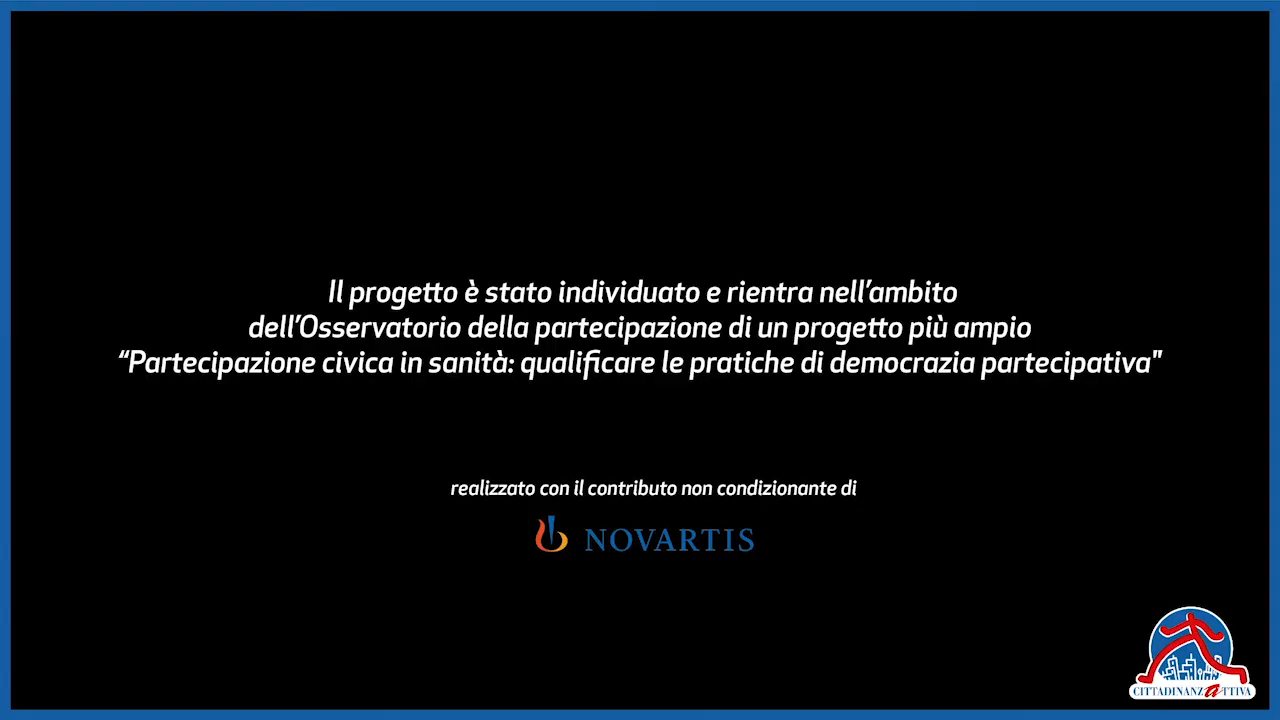 Il progetto è stato individuato e rientra nell’ambito
dell’Osservatorio della partecipazione di un progetto più ampio
“Partecipazione civica in sanità: qualificare le pratiche di democrazia partecipativa"
realizzato con il contributo non condizionante di
NOVARTIS
CITTADINANZATTIVA